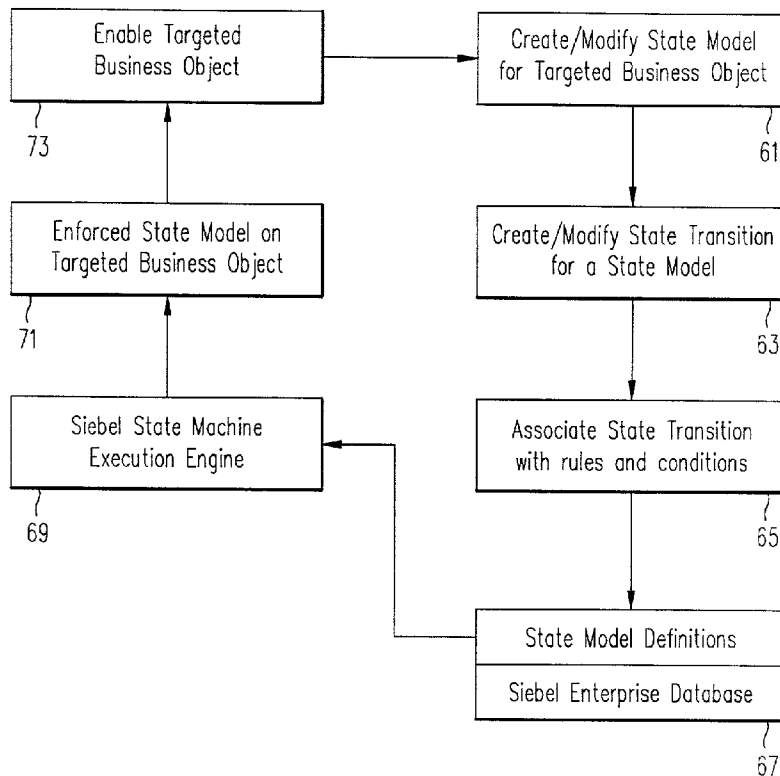 Enable Targeted
Business Object
73
Create/Modify State Model
for Targeted Business Object
61
Enforced State Model on
Targeted Business Object
71
Create/Modify State Transition
for a State Model
63
Siebel State Machine
Execution Engine
69
Associate State Transition
with rules and conditions
65
State Model Definitions
Siebel Enterprise Database
67